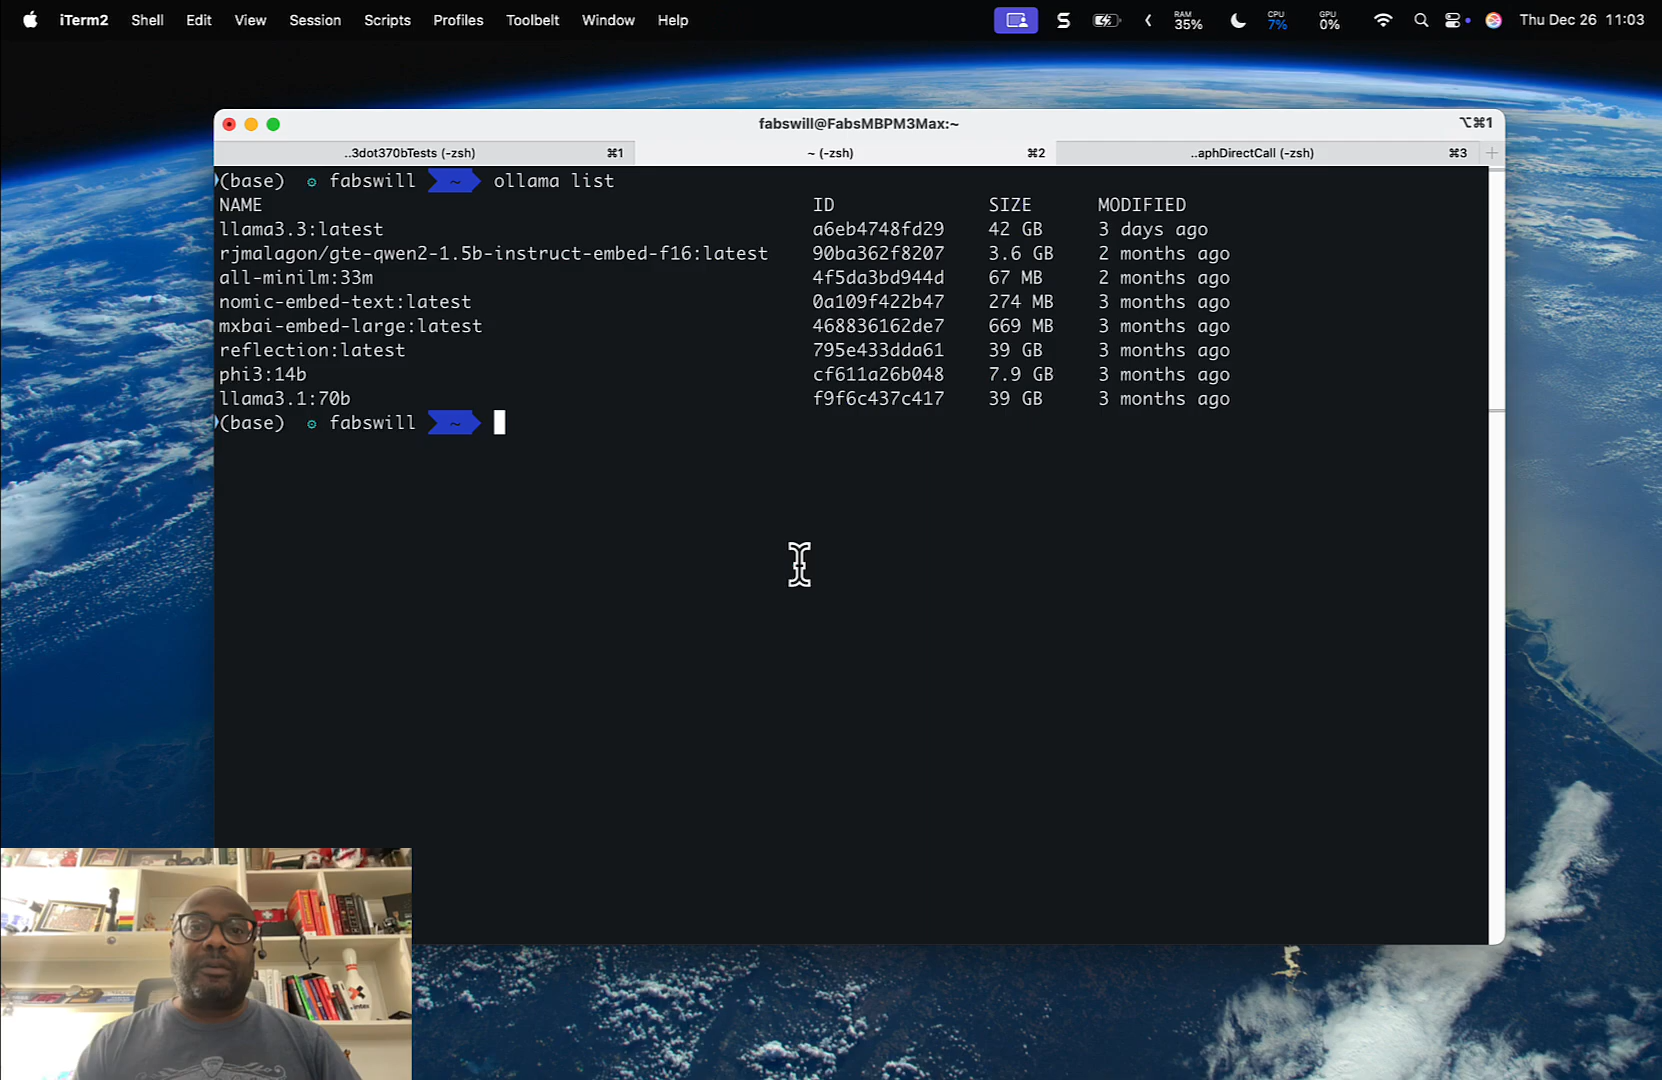 iTerm2 Shell Edit View Session Scripts Profiles Toolbelt Window Help RAM 35% CPU 7% GPU 0% Thu Dec 26 11:03
fabswill@FabsMBPM3Max:~ ⌥⌘1
..3dot370bTests (-zsh) ⌘1 ~ (-zsh) ⌘2 ..aphDirectCall (-zsh) ⌘3 +
(base) fabswill ~ ollama list
NAME ID SIZE MODIFIED
llama3.3:latest a6eb4748fd29 42 GB 3 days ago
rjmalagon/gte-qwen2-1.5b-instruct-embed-f16:latest 90ba362f8207 3.6 GB 2 months ago
all-minilm:33m 4f5da3bd944d 67 MB 2 months ago
nomic-embed-text:latest 0a109f422b47 274 MB 3 months ago
mxbai-embed-large:latest 468836162de7 669 MB 3 months ago
reflection:latest 795e433dda61 39 GB 3 months ago
phi3:14b cf611a26b048 7.9 GB 3 months ago
llama3.1:70b f9f6c437c417 39 GB 3 months ago
(base) fabswill ~